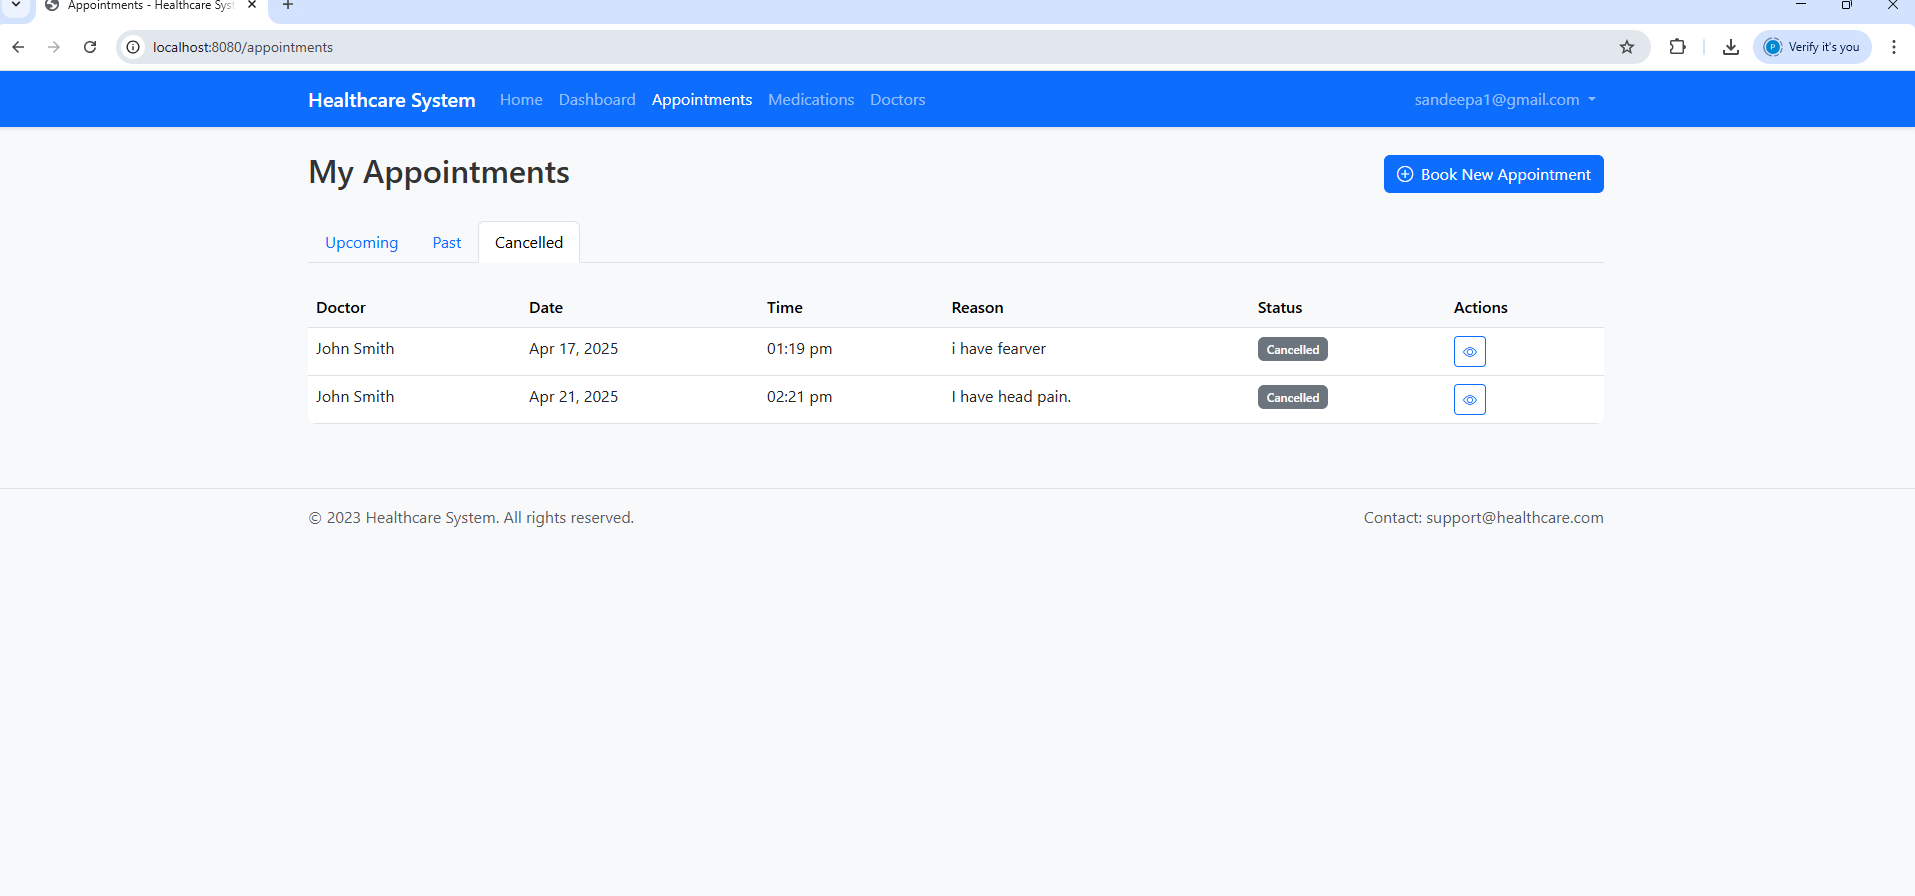 Appointments - Healthcare Syst
localhost:8080/appointments
P Verify it's you
Healthcare System Home Dashboard Appointments Medications Doctors sandeepa1@gmail.com
My Appointments
Book New Appointment
Upcoming Past Cancelled
Doctor Date Time Reason Status Actions
John Smith Apr 17, 2025 01:19 pm i have fearver Cancelled
John Smith Apr 21, 2025 02:21 pm I have head pain. Cancelled
© 2023 Healthcare System. All rights reserved. Contact: support@healthcare.com